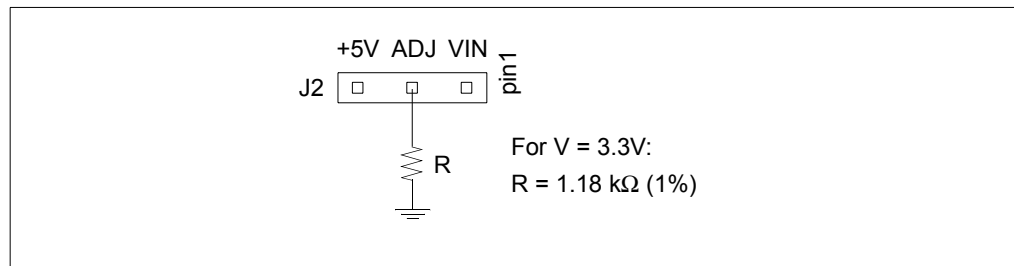 +5V ADJ VIN
pin1
J2
R
For V = 3.3V:
R = 1.18 kΩ (1%)